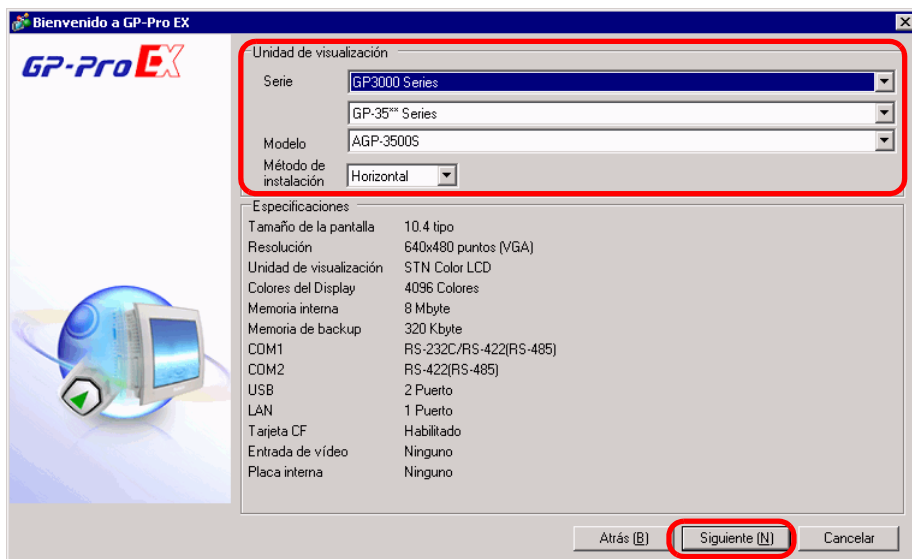 Bienvenido a GP-Pro EX
GP-Pro EX
Unidad de visualización
Serie GP3000 Series
GP-35** Series
Modelo AGP-3500S
Método de
instalación Horizontal
Especificaciones
Tamaño de la pantalla 10.4 tipo
Resolución 640x480 puntos (VGA)
Unidad de visualización STN Color LCD
Colores del Display 4096 Colores
Memoria interna 8 Mbyte
Memoria de backup 320 Kbyte
COM1 RS-232C/RS-422(RS-485)
COM2 RS-422(RS-485)
USB 2 Puerto
LAN 1 Puerto
Tarjeta CF Habilitado
Entrada de vídeo Ninguno
Placa interna Ninguno
Atrás (B) Siguiente (N) Cancelar